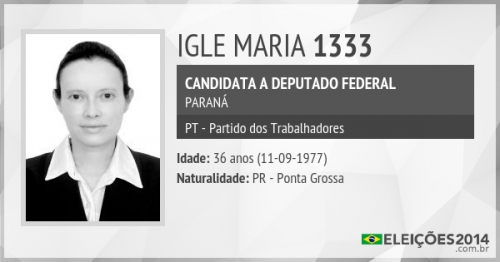 IGLE MARIA 1333
CANDIDATA A DEPUTADO FEDERAL
PARANÁ
PT - Partido dos Trabalhadores
Idade: 36 anos (11-09-1977)
Naturalidade: PR - Ponta Grossa
ELEIÇÕES2014
.com.br